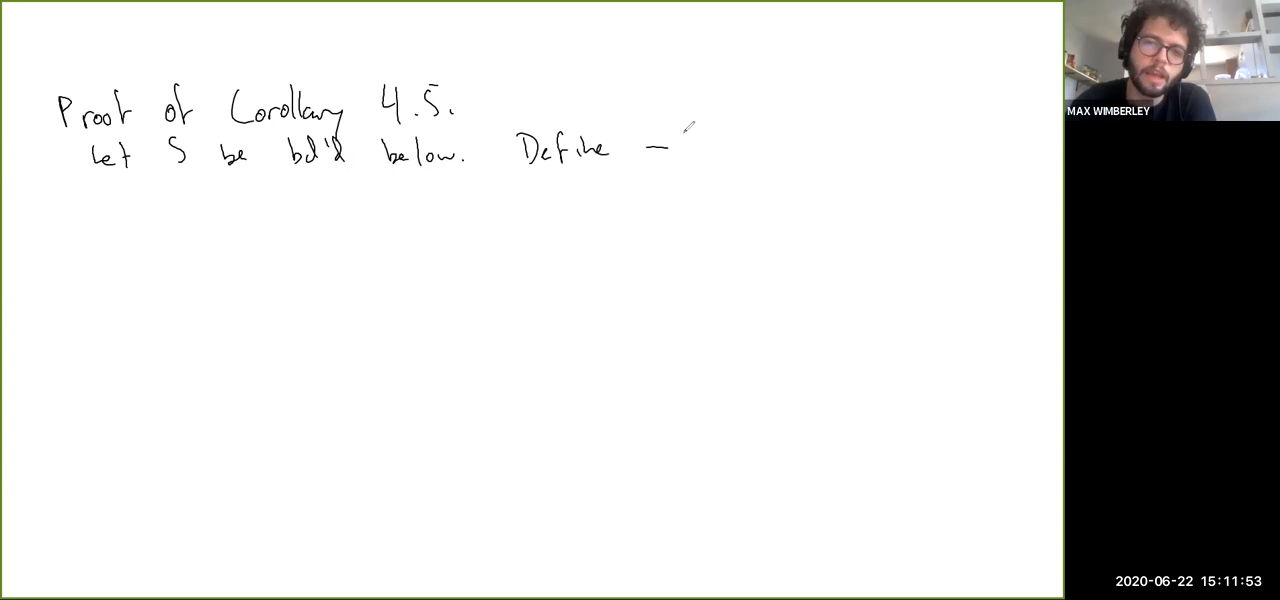 Proof of Corollary 4.5.
Let S be bd'd below. Define -
MAX WIMBERLEY
2020-06-22 15:11:53